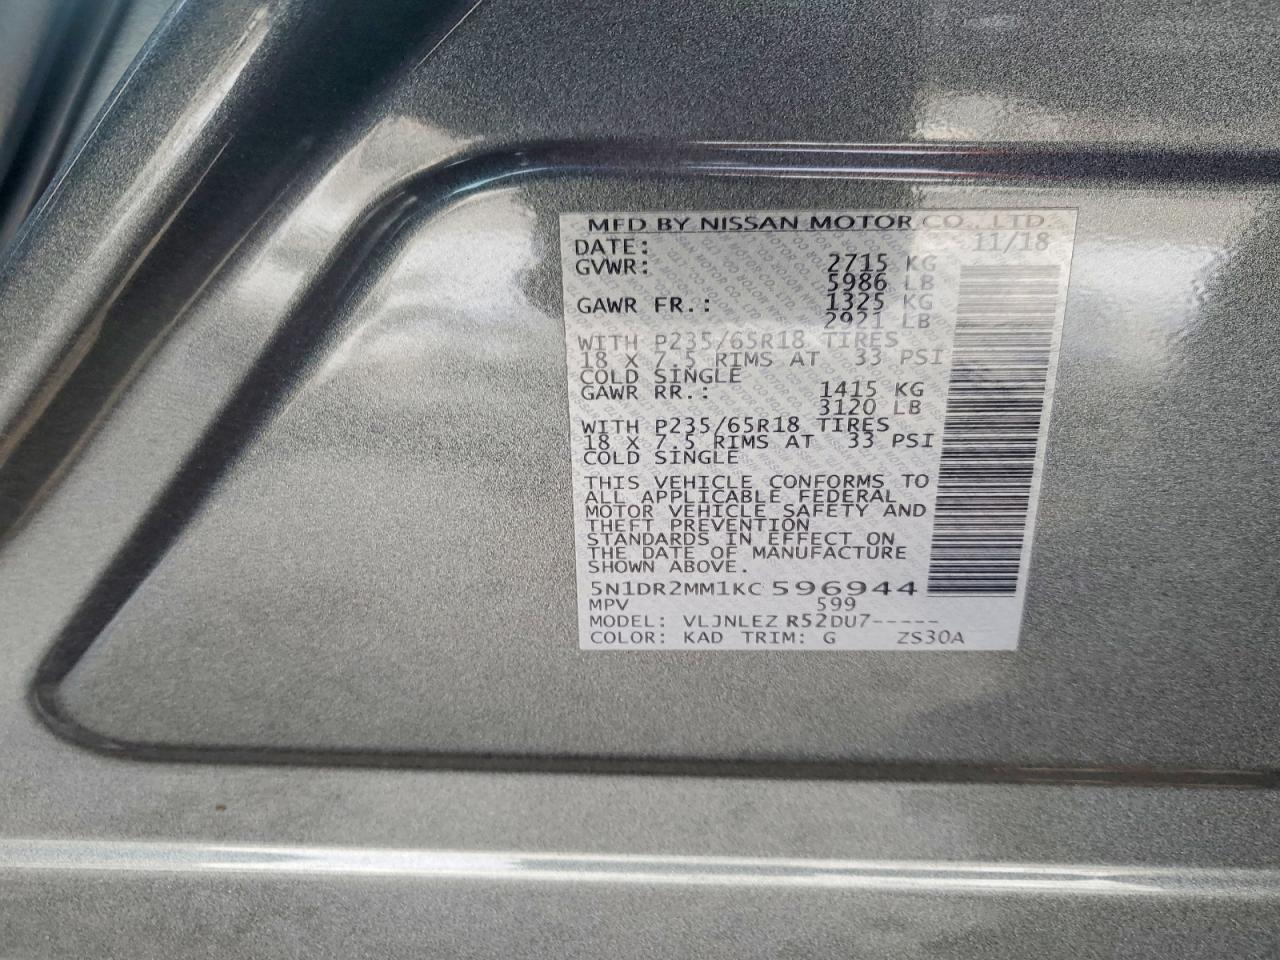 MFD BY NISSAN MOTOR CO., LTD
DATE: 11/18
GVWR: 2715 KG
5986 LB
GAWR FR.: 1325 KG
2921 LB
WITH P235/65R18 TIRES
18 X 7.5 RIMS AT 33 PSI
COLD SINGLE
GAWR RR.: 1415 KG
3120 LB
WITH P235/65R18 TIRES
18 X 7.5 RIMS AT 33 PSI
COLD SINGLE
THIS VEHICLE CONFORMS TO
ALL APPLICABLE FEDERAL
MOTOR VEHICLE SAFETY AND
THEFT PREVENTION
STANDARDS IN EFFECT ON
THE DATE OF MANUFACTURE
SHOWN ABOVE.
5N1DR2MM1KC596944
MPV 599
MODEL: VLJNLEZ R52DU7-----
COLOR: KAD TRIM: G ZS30A